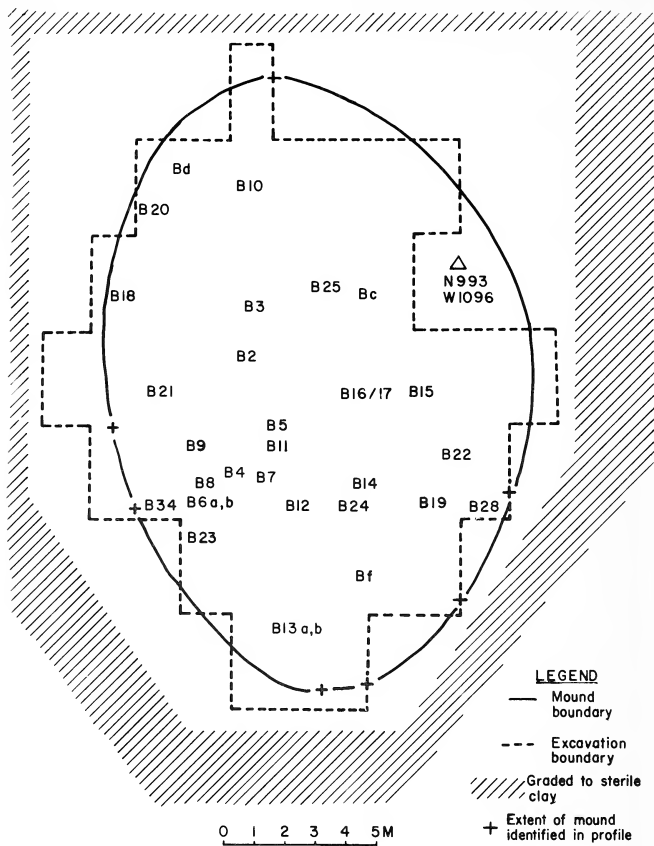 Bd
B10
B20
N993
W1096
B25
Bc
B18
B3
B2
B21
B16/17
B15
B5
B9
B11
B22
B4
B7
B8
B14
B34
B6a,b
B12
B24
B19
B28
B23
Bf
B13a,b
LEGEND
Mound
boundary
Excavation
boundary
Graded to sterile
clay
Extent of mound
identified in profile
0 1 2 3 4 5M